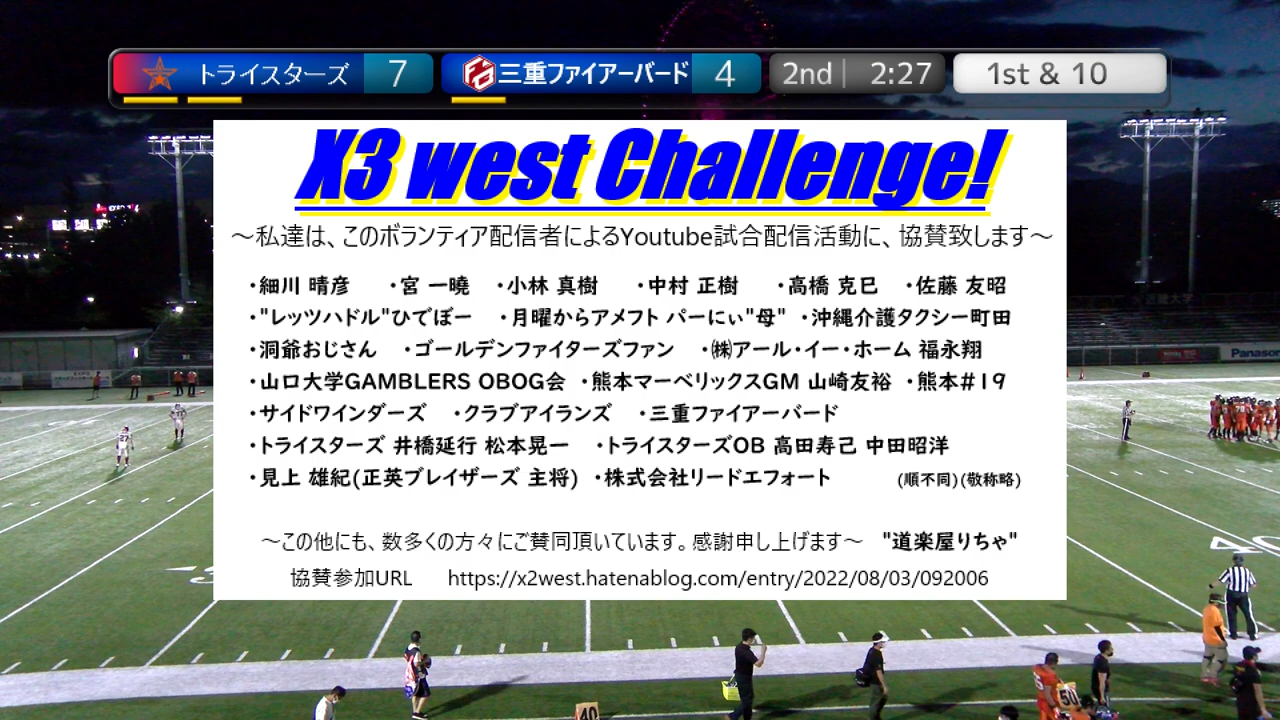 トライスターズ 7 三重ファイアーバード 4 2nd 2:27 1st & 10
X3 west Challenge!
～私達は、このボランティア配信者によるYoutube試合配信活動に、協賛致します～
・細川 晴彦 ・宮 一曉 ・小林 真樹 ・中村 正樹 ・高橋 克巳 ・佐藤 友昭
・"レッツハドル"ひでぼー ・月曜からアメフト パーにぃ"母" ・沖縄介護タクシー町田
・洞爺おじさん ・ゴールデンファイターズファン ・㈱アール・イー・ホーム 福永翔
・山口大学GAMBLERS OBOG会 ・熊本マーベリックスGM 山崎友裕 ・熊本#19
・サイドワインダーズ ・クラブアイランズ ・三重ファイアーバード
・トライスターズ 井橋延行 松本晃一 ・トライスターズOB 高田寿己 中田昭洋
・見上 雄紀(正英ブレイザーズ 主将) ・株式会社リードエフォート (順不同)(敬称略)
～この他にも、数多くの方々にご賛同頂いています。感謝申し上げます～ "道楽屋りちゃ"
協賛参加URL https://x2west.hatenablog.com/entry/2022/08/03/092006
Panaso
40
50
40